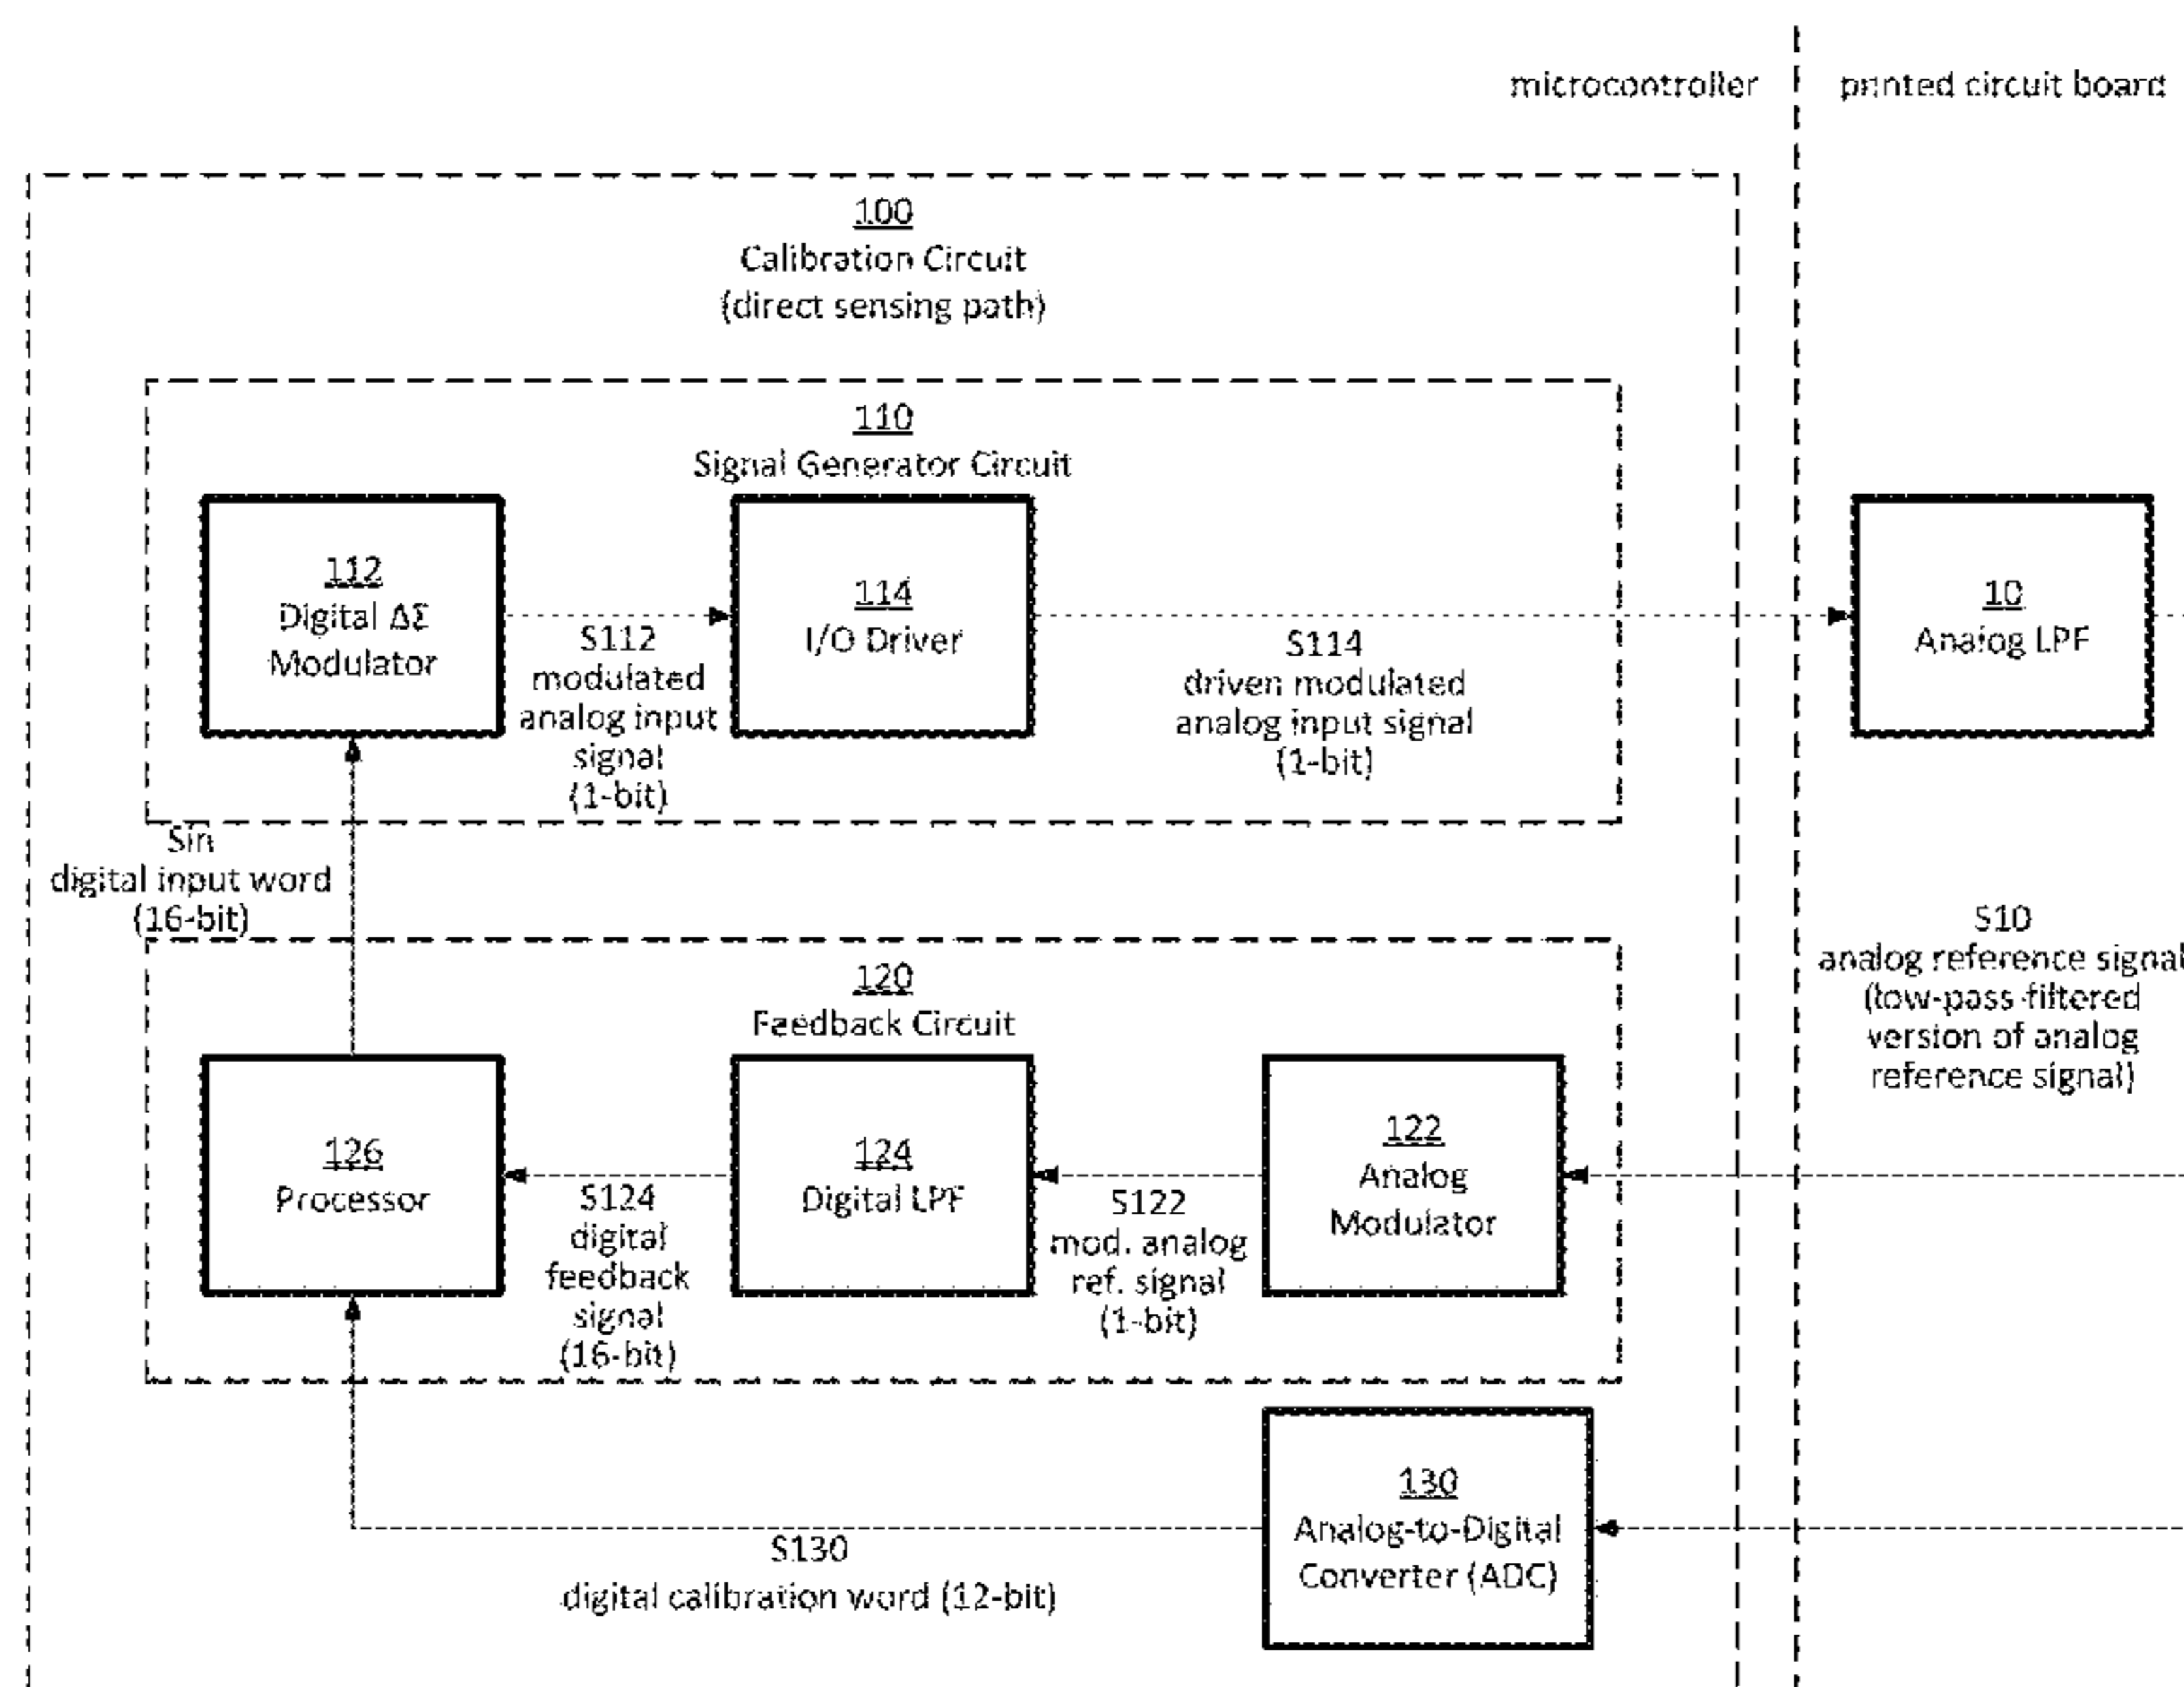 microcontroller
printed circuit board
100
Calibration Circuit
(direct sensing path)
110
Signal Generator Circuit
112
Digital ΔΣ
Modulator
S112
modulated
analog input
signal
(1-bit)
114
I/O Driver
S114
driven modulated
analog input signal
(1-bit)
10
Analog LPF
Sin
digital input word
(16-bit)
S10
analog reference signal
(low-pass-filtered
version of analog
reference signal)
120
Feedback Circuit
126
Processor
S124
digital
feedback
signal
(16-bit)
124
Digital LPF
S122
mod. analog
ref. signal
(1-bit)
122
Analog
Modulator
130
Analog-to-Digital
Converter (ADC)
S130
digital calibration word (12-bit)